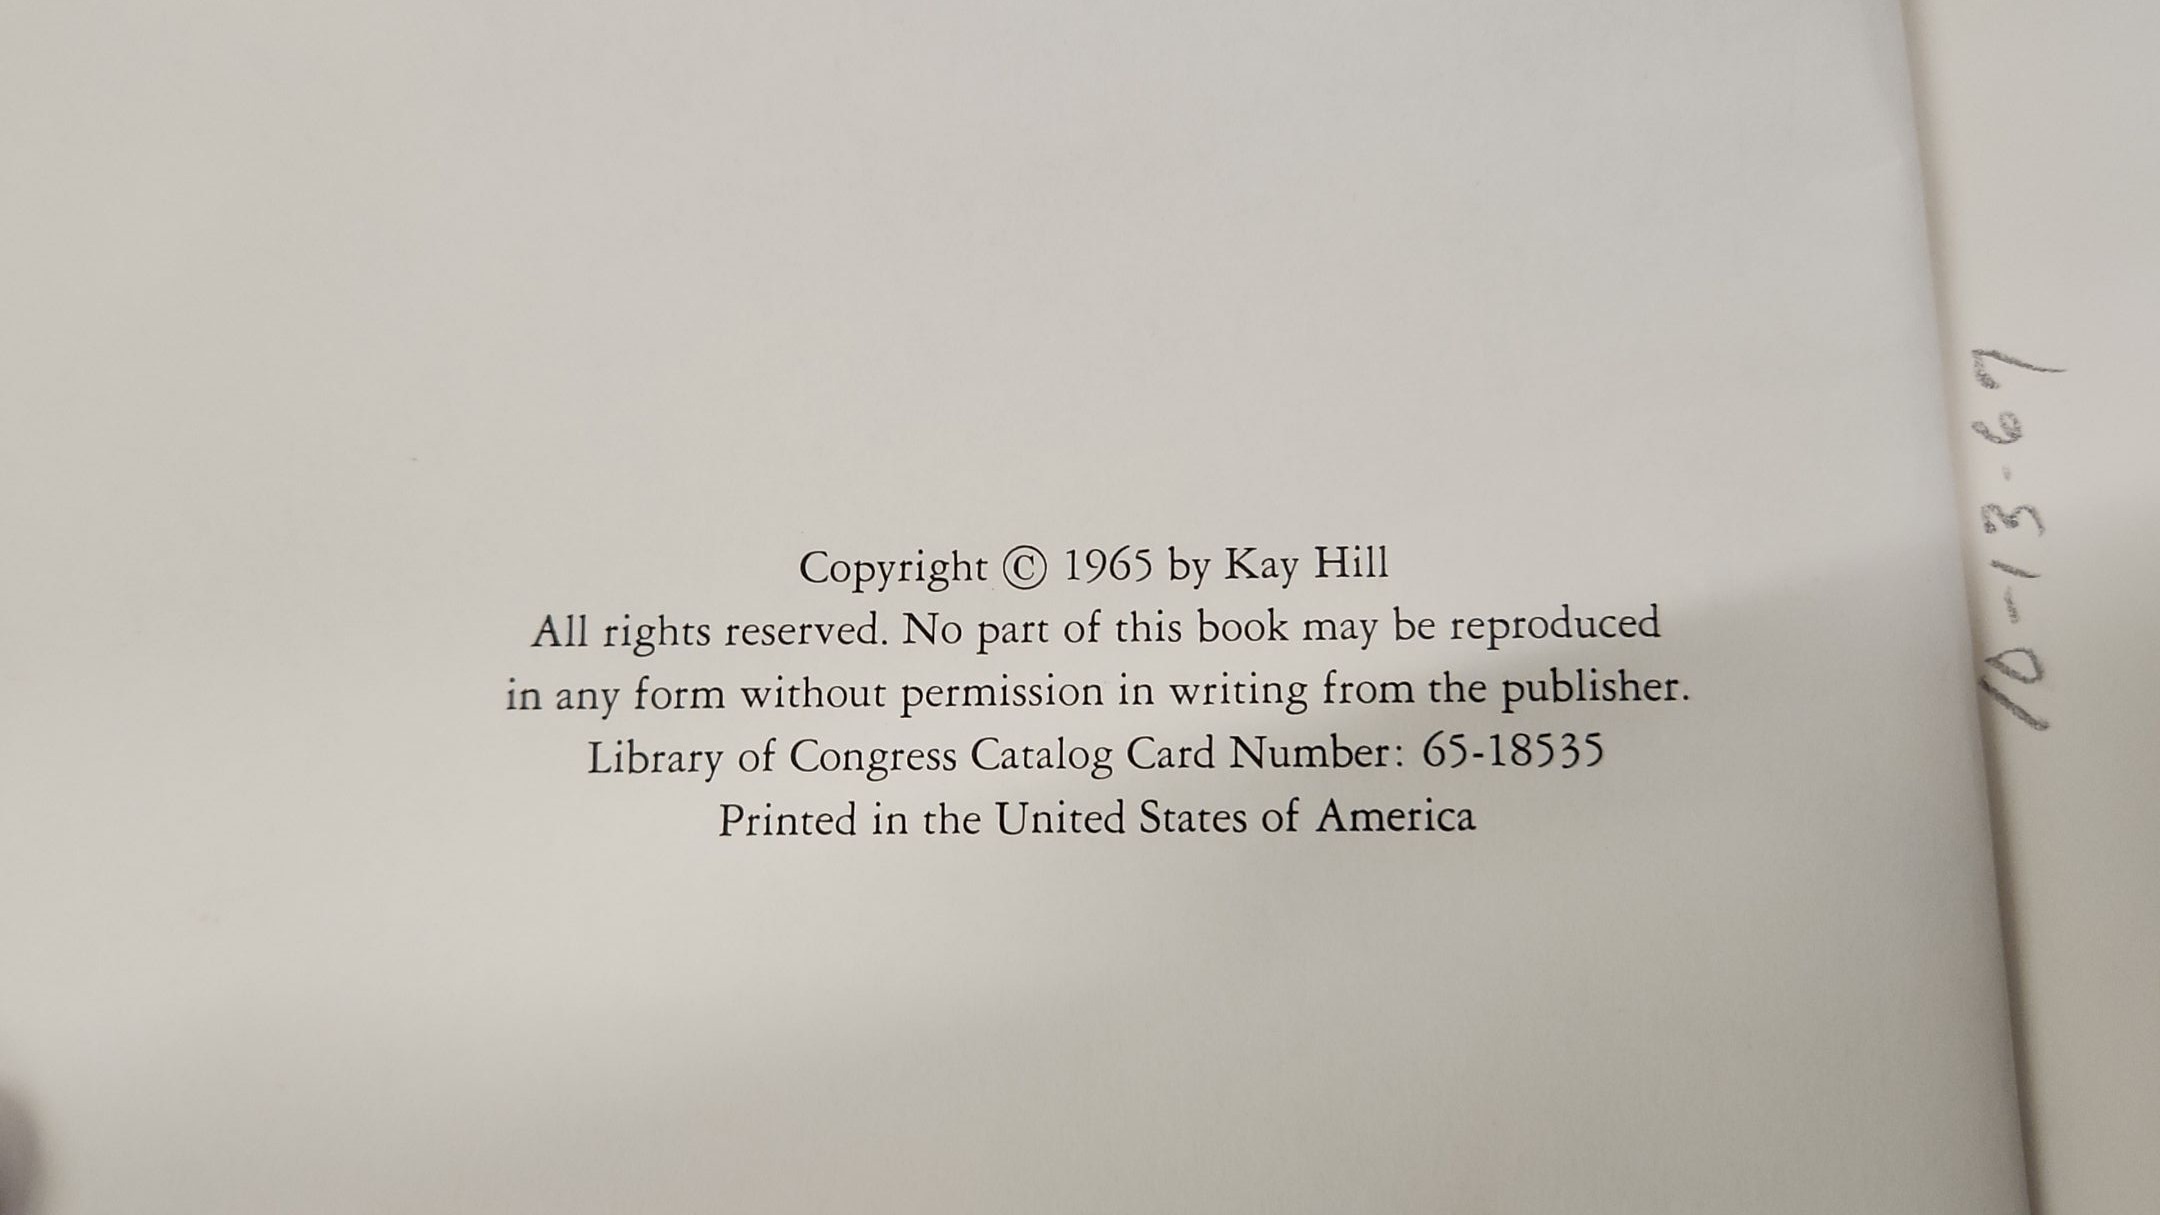 Copyright © 1965 by Kay Hill
All rights reserved. No part of this book may be reproduced
in any form without permission in writing from the publisher.
Library of Congress Catalog Card Number: 65-18535
Printed in the United States of America
10-13-67